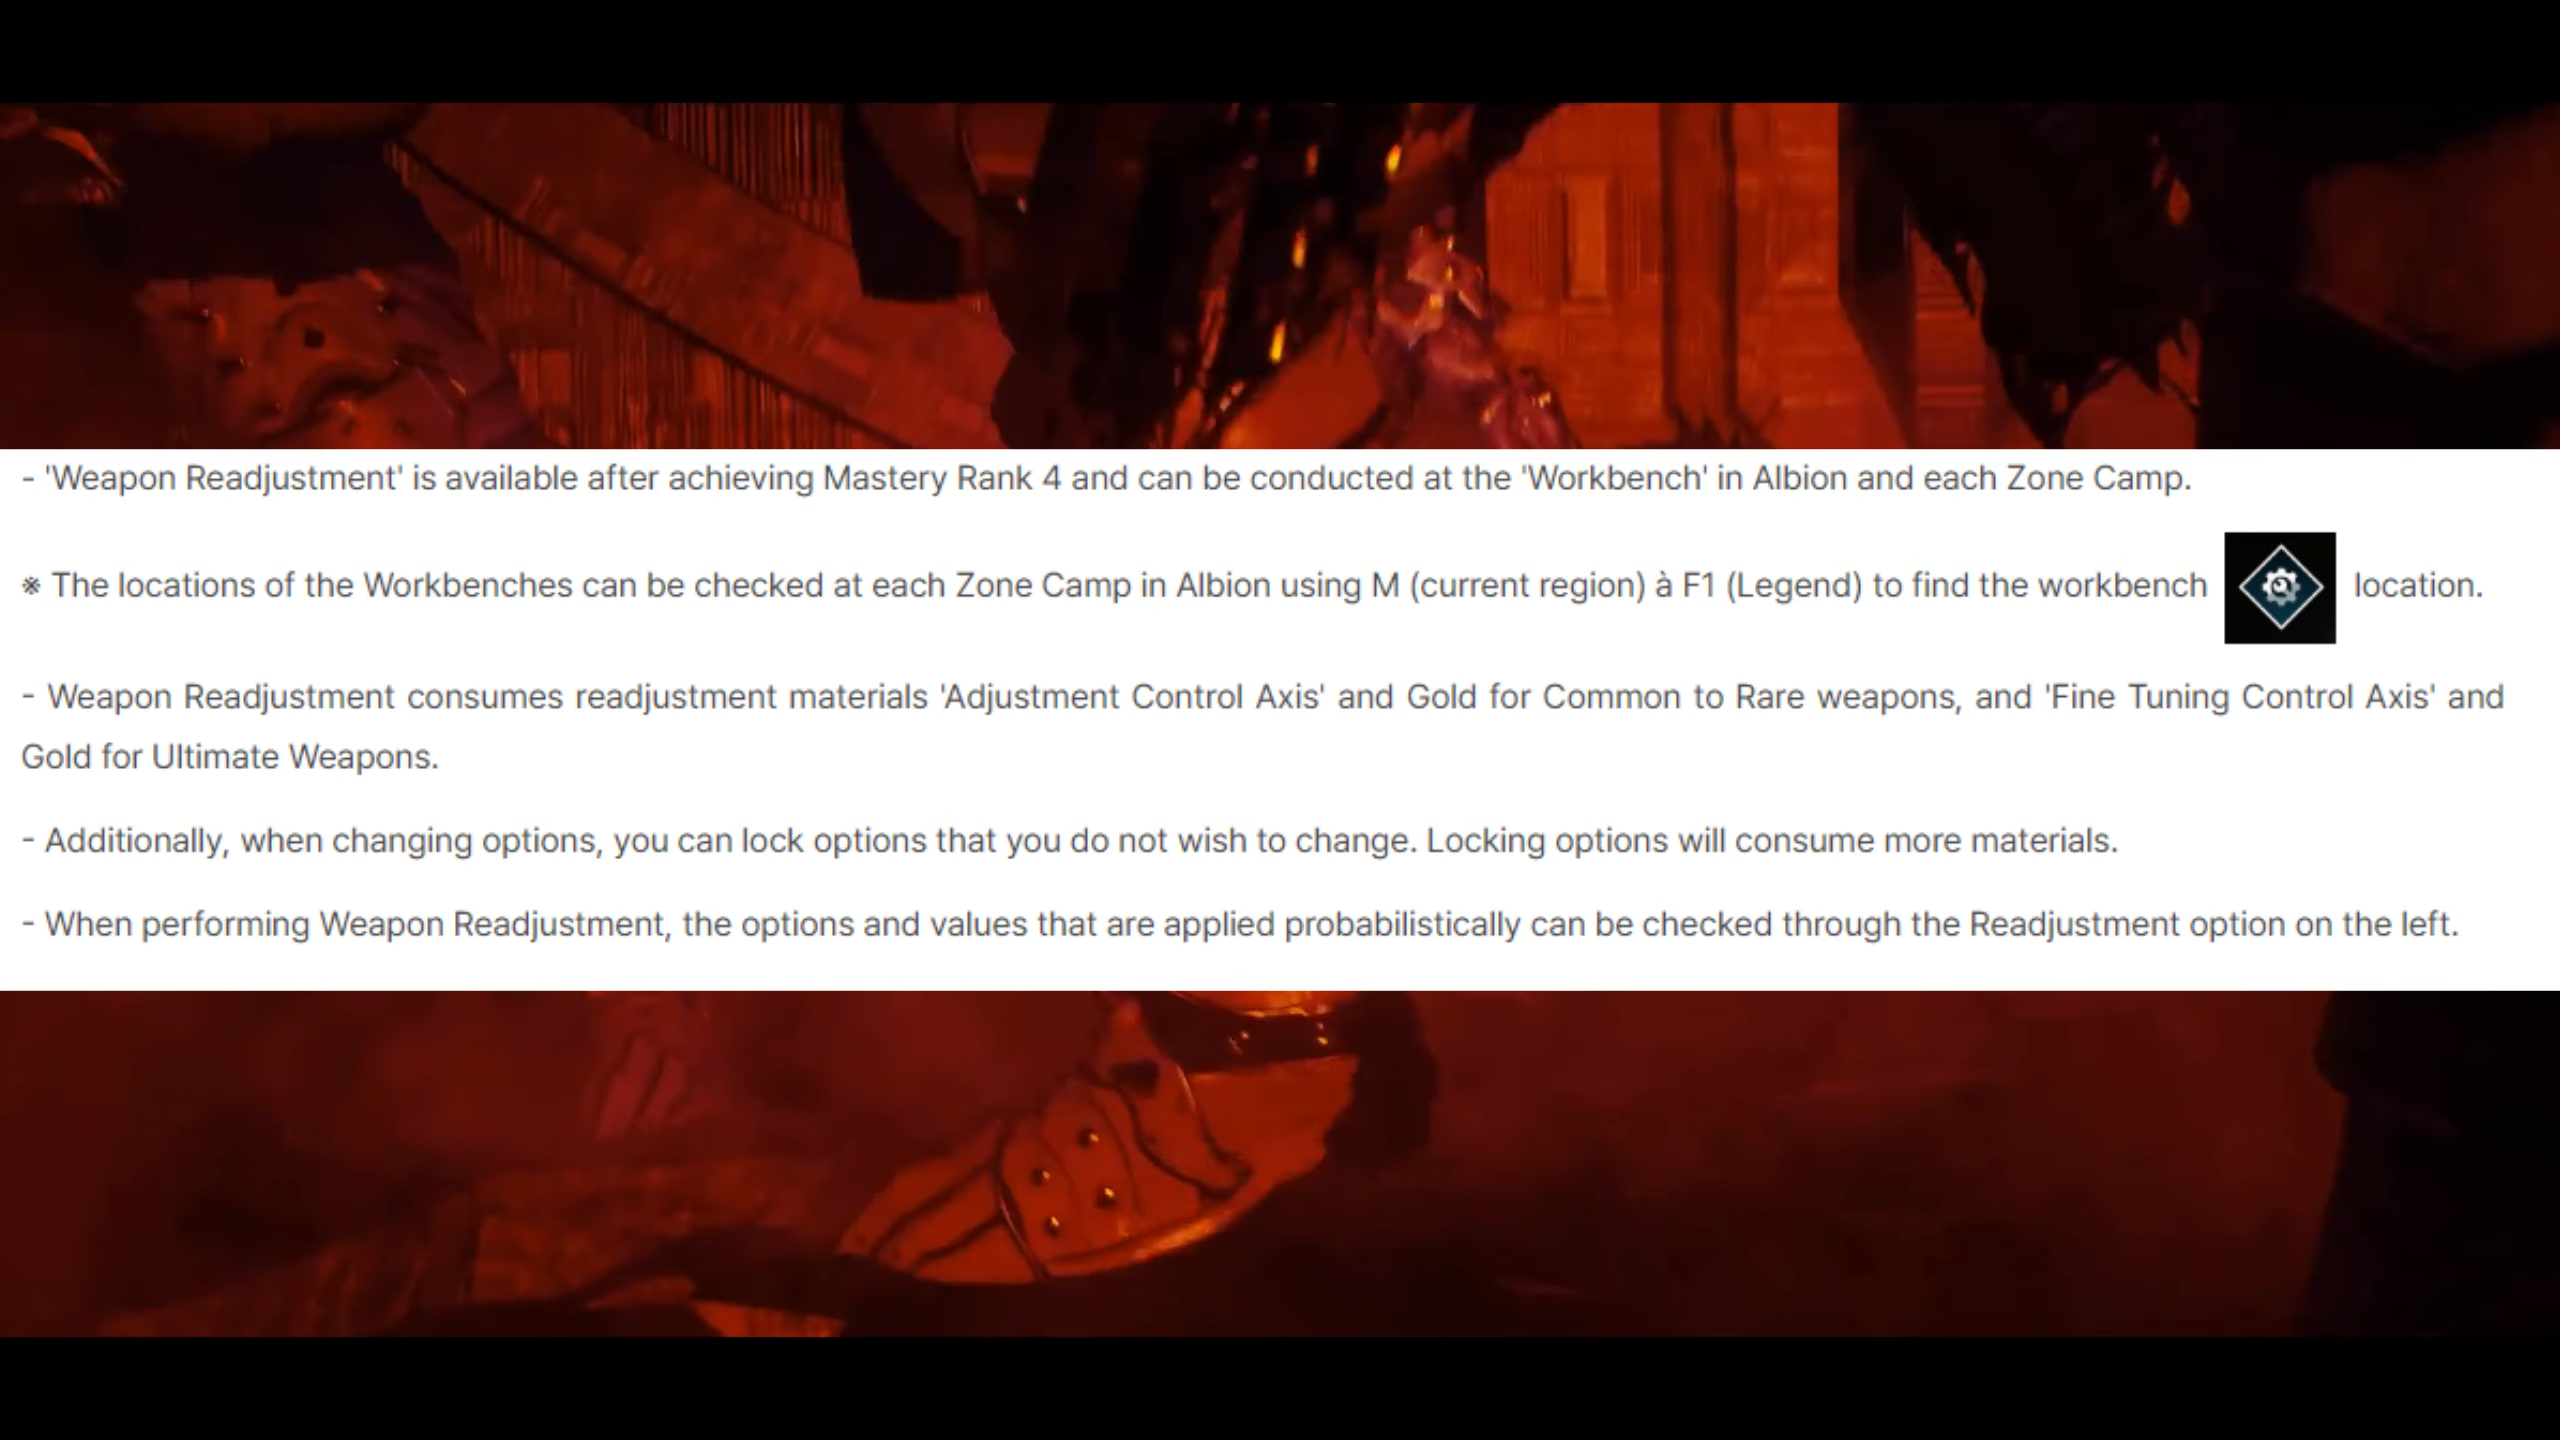 - 'Weapon Readjustment' is available after achieving Mastery Rank 4 and can be conducted at the 'Workbench' in Albion and each Zone Camp.
※ The locations of the Workbenches can be checked at each Zone Camp in Albion using M (current region) à F1 (Legend) to find the workbench location.
- Weapon Readjustment consumes readjustment materials 'Adjustment Control Axis' and Gold for Common to Rare weapons, and 'Fine Tuning Control Axis' and
Gold for Ultimate Weapons.
- Additionally, when changing options, you can lock options that you do not wish to change. Locking options will consume more materials.
- When performing Weapon Readjustment, the options and values that are applied probabilistically can be checked through the Readjustment option on the left.